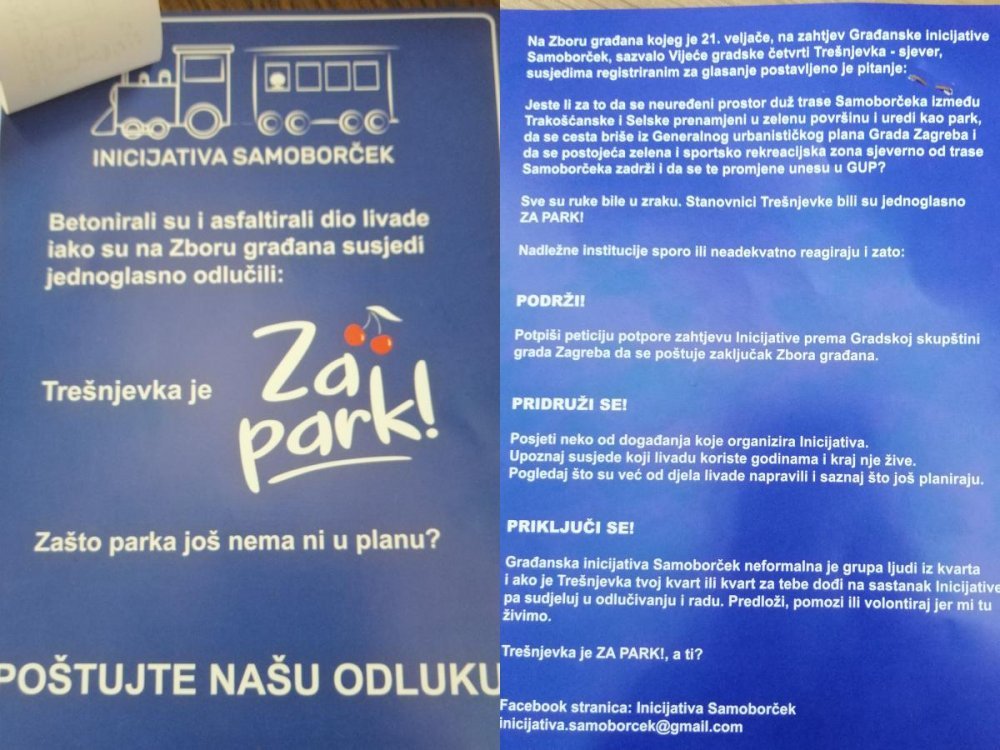 INICIJATIVA SAMOBORČEK
Betonirali su i asfaltirali dio livade
iako su na Zboru građana susjedi
jednoglasno odlučili:
Trešnjevka je
Za
park!
Zašto parka još nema ni u planu?
POŠTUJTE NAŠU ODLUKU
Na Zboru građana kojeg je 21. veljače, na zahtjev Građanske inicijative
Samoborček, sazvalo Vijeće gradske četvrti Trešnjevka - sjever,
susjedima registriranim za glasanje postavljeno je pitanje:
Jeste li za to da se neuređeni prostor duž trase Samoborčeka između
Trakošćanske i Selske prenamjeni u zelenu površinu i uredi kao park,
da se cesta briše iz Generalnog urbanističkog plana Grada Zagreba i
da se postojeća zelena i sportsko rekreacijska zona sjeverno od trase
Samoborčeka zadrži i da se te promjene unesu u GUP?
Sve su ruke bile u zraku. Stanovnici Trešnjevke bili su jednoglasno
ZA PARK!
Nadležne institucije sporo ili neadekvatno reagiraju i zato:
PODRŽI!
Potpiši peticiju potpore zahtjevu Inicijative prema Gradskoj skupštini
grada Zagreba da se poštuje zaključak Zbora građana.
PRIDRUŽI SE!
Posjeti neko od događanja koje organizira Inicijativa.
Upoznaj susjede koji livadu koriste godinama i kraj nje žive.
Pogledaj što su već od djela livade napravili i saznaj što još planiraju.
PRIKLJUČI SE!
Građanska inicijativa Samoborček neformalna je grupa ljudi iz kvarta
i ako je Trešnjevka tvoj kvart ili kvart za tebe dođi na sastanak Inicijative
pa sudjeluj u odlučivanju i radu. Predloži, pomozi ili volontiraj jer mi tu
živimo.
Trešnjevka je ZA PARK!, a ti?
Facebook stranica: Inicijativa Samoborček
inicijativa.samoborcek@gmail.com